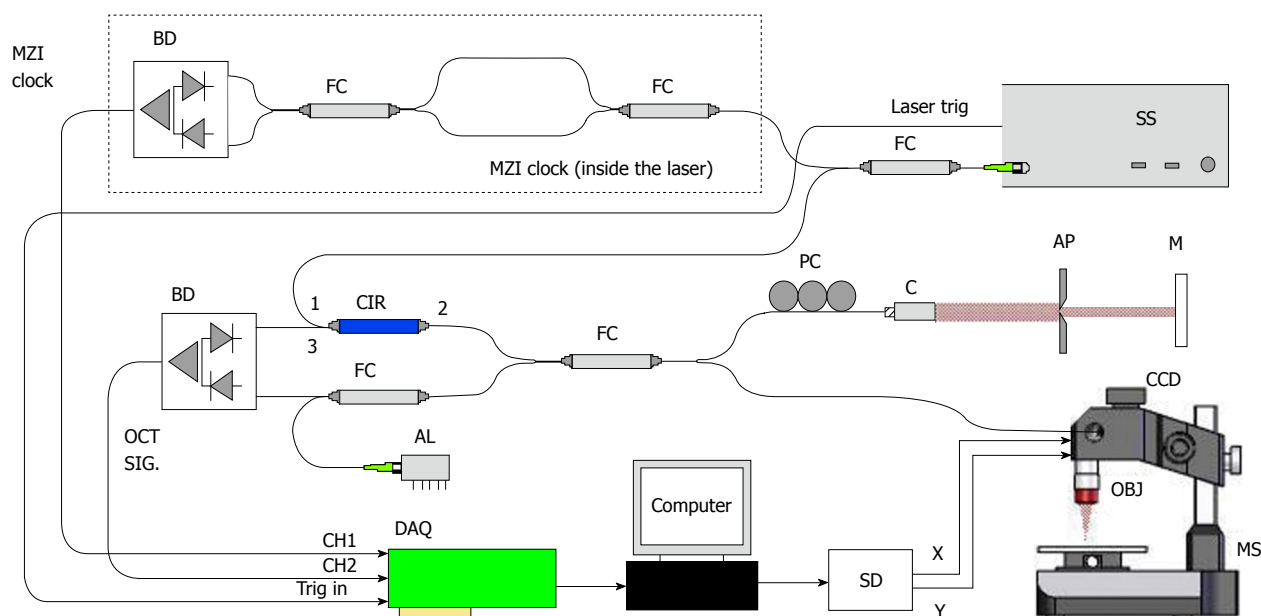 BD
MZI
clock
FC
FC
Laser trig
SS
FC
MZI clock (inside the laser)
AP
M
PC
C
BD
1
CIR
2
3
FC
FC
CCD
OCT
SIG.
AL
OBJ
Computer
DAQ
CH1
CH2
Trig in
SD
X
Y
MS